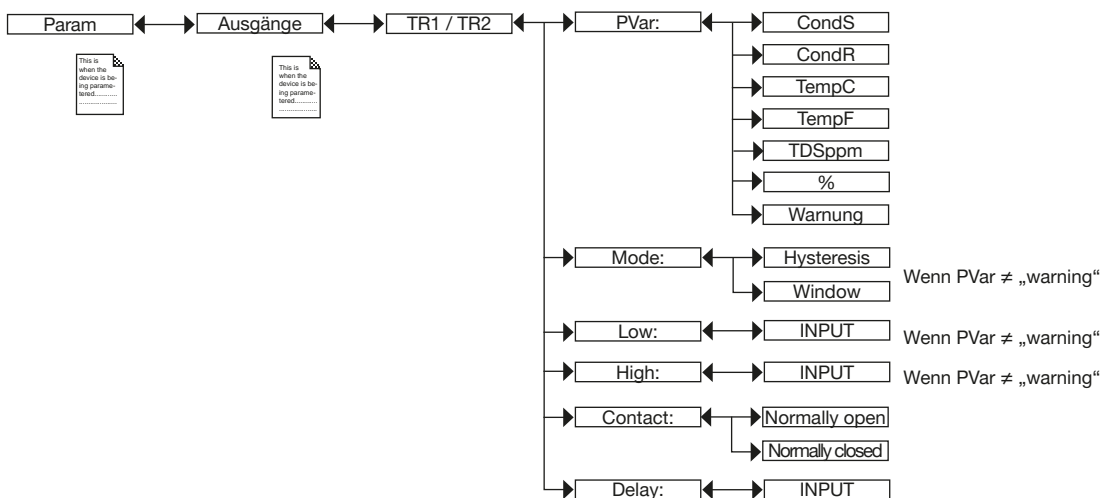 Param
Ausgänge
TR1 / TR2
PVar:
CondS
CondR
TempC
TempF
TDSppm
%
Warnung
This is
when the
device is be-
ing parame-
tered............
.....................
This is
when the
device is be-
ing parame-
tered............
.....................
Mode:
Hysteresis
Window
Wenn PVar ≠ „warning“
Low:
INPUT
Wenn PVar ≠ „warning“
High:
INPUT
Wenn PVar ≠ „warning“
Contact:
Normally open
Normally closed
Delay:
INPUT